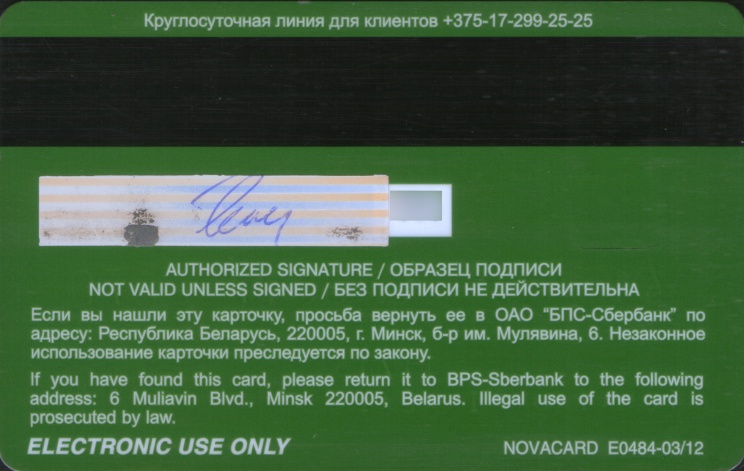 Круглосуточная линия для клиентов +375-17-299-25-25
AUTHORIZED SIGNATURE / ОБРАЗЕЦ ПОДПИСИ
NOT VALID UNLESS SIGNED / БЕЗ ПОДПИСИ НЕ ДЕЙСТВИТЕЛЬНА
Если вы нашли эту карточку, просьба вернуть ее в ОАО "БПС-Сбербанк" по
адресу: Республика Беларусь, 220005, г. Минск, б-р им. Мулявина, 6. Незаконное
использование карточки преследуется по закону.
If you have found this card, please return it to BPS-Sberbank to the following
address: 6 Muliavin Blvd., Minsk 220005, Belarus. Illegal use of the card is
prosecuted by law.
ELECTRONIC USE ONLY
NOVACARD E0484-03/12